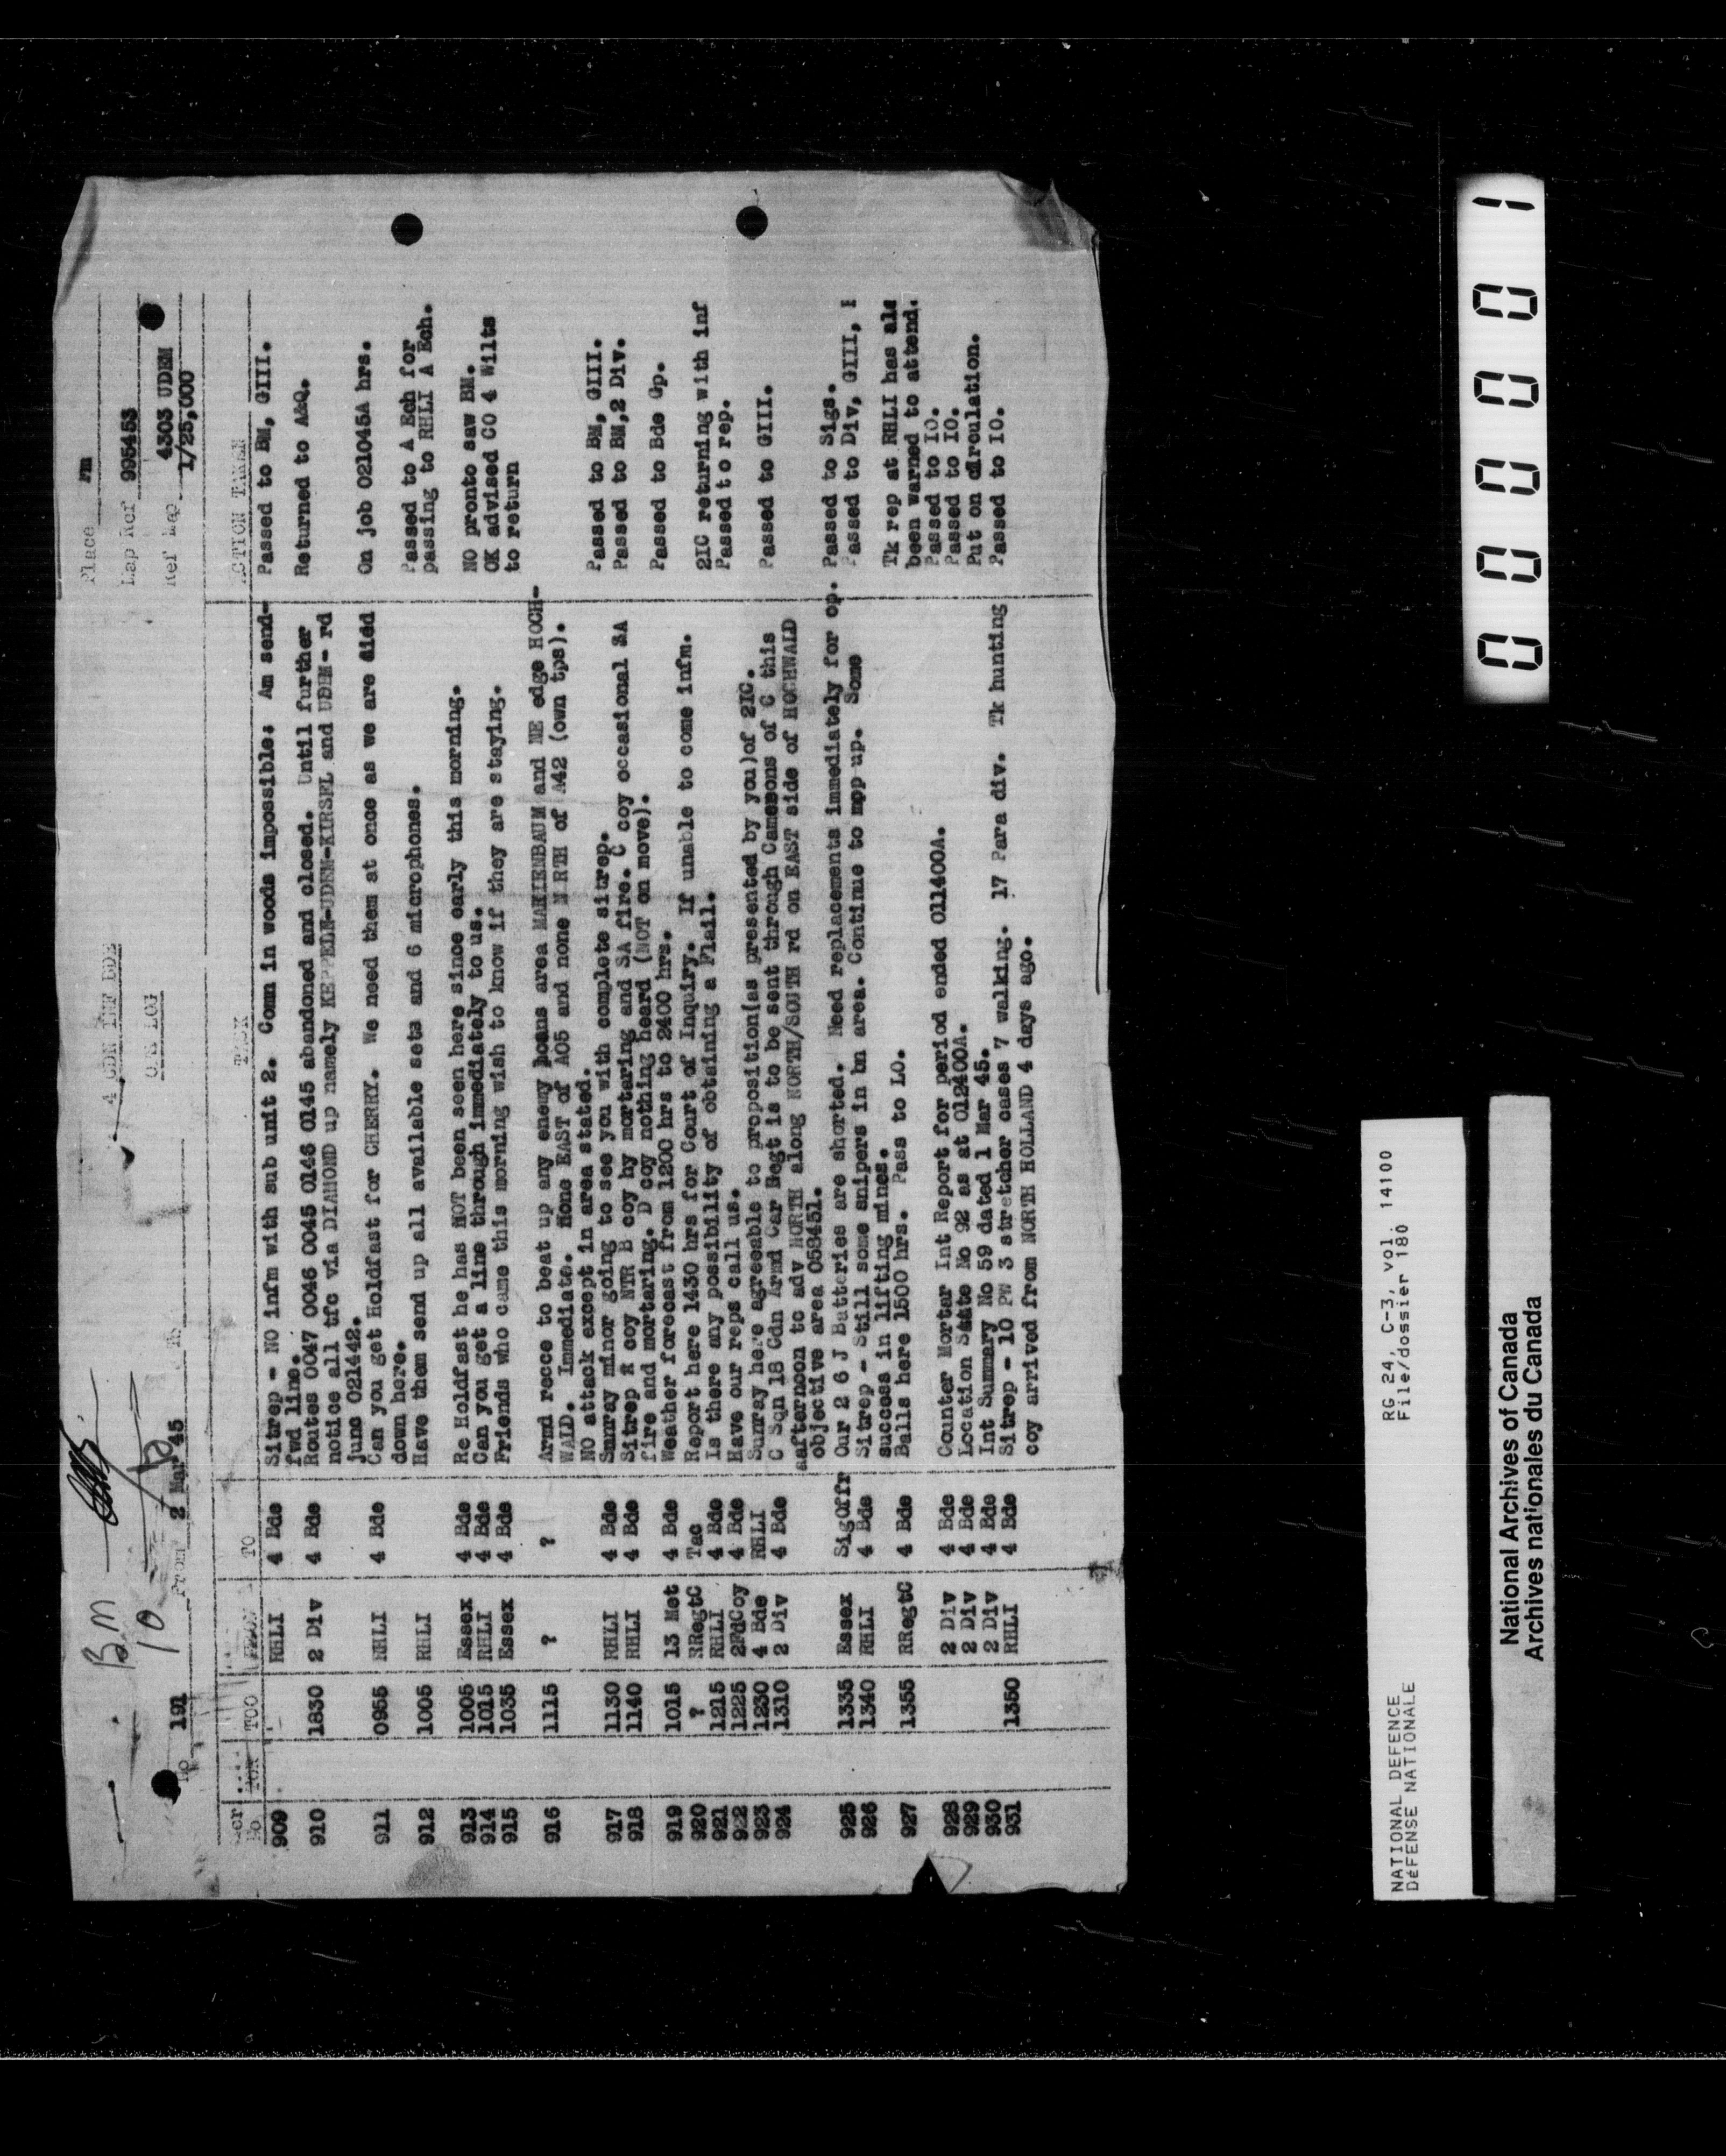 BM
10
4 CDN INF BDE
OPS LOG
Place
Map Ref 995453
Ref Map 4303 UDEM
1/25,000
No 191 From 2 Mar 45 To
Ser No TOR TOO FROM TO TASK ACTION TAKEN
909 RHLI 4 Bde Sitrep - NO infm with sub unit 2. Comn in woods impossible: Am send- Passed to BM, GIII.
fwd line.
910 1830 2 Div 4 Bde Routes 0047 0046 0045 0146 0145 abandoned and closed. Until further Returned to A&Q.
notice all tfc via DIAMOND up namely KEPPELN-UDEM-KIRSEL and UDEM- rd
junc 021442.
911 0955 RHLI 4 Bde Can you get Holdfast for CHERRY. We need them at once as we are died On job 021045A hrs.
down here.
912 1005 RHLI Have them send up all available sets and 6 microphones. Passed to A Ech for
passing to RHLI A Ech.
913 1005 Essex 4 Bde Re Holdfast he has NOT been seen here since early this morning. NO pronto saw BM.
914 1015 RHLI 4 Bde Can you get a line through immediately to us. OK advised CO 4 Wilts
915 1035 Essex 4 Bde Friends who came this morning wish to know if they are staying. to return
916 1115 ? ? Armd recce to beat up any enemy loans area MARIENBAUM and NE edge HOCH-
WALD. Immediate. None EAST of A05 and none N RTH of A42 (own tps).
NO attack except in area stated.
917 1130 RHLI 4 Bde Sunray minor going to see you with complete sitrep. Passed to BM, GIII.
918 1140 RHLI 4 Bde Sitrep A coy NTR B coy hy mortaring and SA fire. C coy occasional SA Passed to BM,2 Div.
fire and mortaring. D coy nothing heard (NOT on move).
919 1015 13 Met 4 Bde Weather forecast from 1200 hrs to 2400 hrs. Passed to Bde Gp.
920 ? RRegtC Tac Report here 1430 hrs for Court of Inquiry. If unable to come infm.
921 1215 RHLI 4 Bde Is there any possibility of obtaining a Flail. 2IC returning with inf
922 1225 2FdCoy 4 Bde Have our reps call us. Passed t o rep.
923 1230 4 Bde RHLI Sunray here agreeable to proposition(as presented by you)of 2IC.
924 1310 2 Div 4 Bde C Sqn 18 Cdn Armd Car Regt is to be sent through Camesons of C this Passed to GIII.
aafternoon to adv NORTH along NORTH/SOUTH rd on EAST side of HOCHWALD
objective area 058451.
925 1335 Essex Sigoffr Our 2 6 J Batteries are shorted. Need replacements immediately for op. Passed to Sigs.
926 1340 RHLI 4 Bde Sitrep - Still some snipers in bn area. Continue to mop up. Some Passed to Div, GIII, I
success in lifting mines.
927 1355 RRegtC 4 Bde Balls here 1500 hrs. Pass to LO. Tk rep at RHLI has als
been warned to attend.
928 2 Div 4 Bde Counter Mortar Int Report for period ended 011400A. Passed to IO.
929 2 Div 4 Bde Location State No 92 as at 012400A. Passed to IO.
930 2 Div 4 Bde Int Summary No 59 dated 1 Mar 45. Put on circulation.
931 1350 RHLI 4 Bde Sitrep - 10 PW 3 stretcher cases 7 walking. 17 Para div. Tk hunting Passed to IO.
coy arrived from NORTH HOLLAND 4 days ago.
NATIONAL DEFENCE
DéFENSE NATIONALE
RG 24, C-3, vol. 14100
File/dossier 180
National Archives of Canada
Archives nationales du Canada
00001